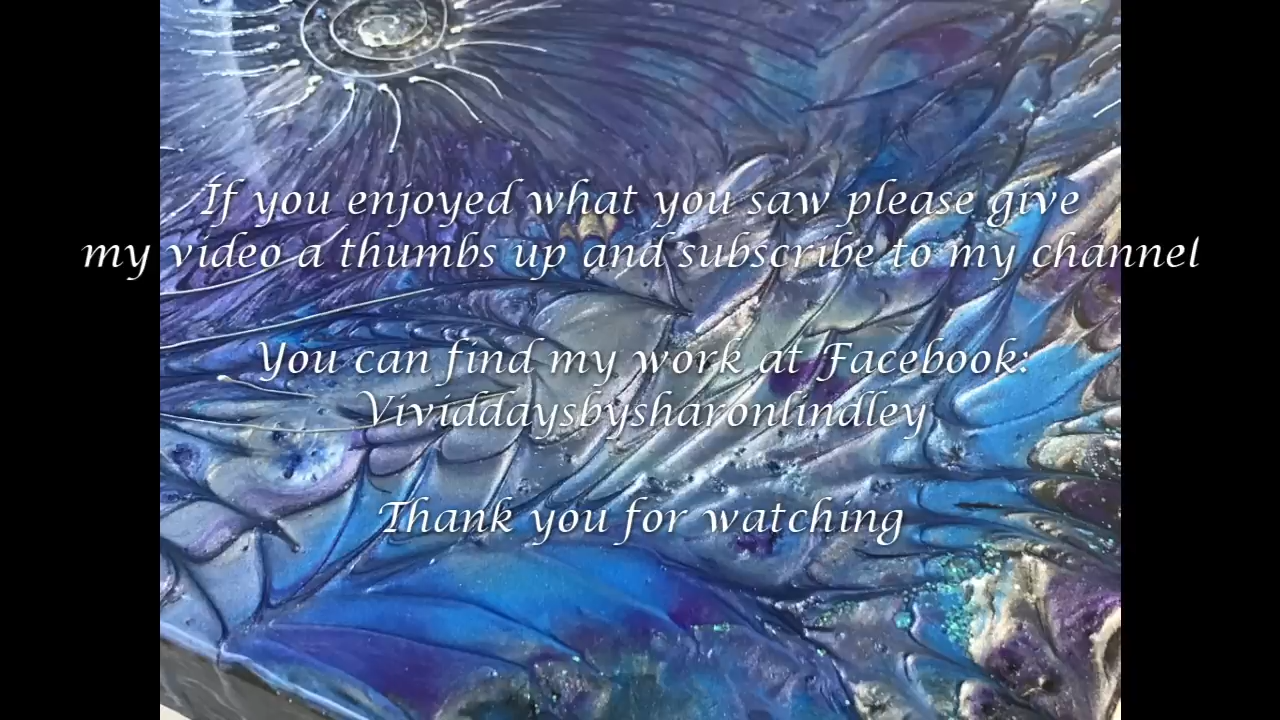 If you enjoyed what you saw please give
my video a thumbs up and subscribe to my channel
You can find my work at Facebook:
Vividdaysbysharonlindley
Thank you for watching